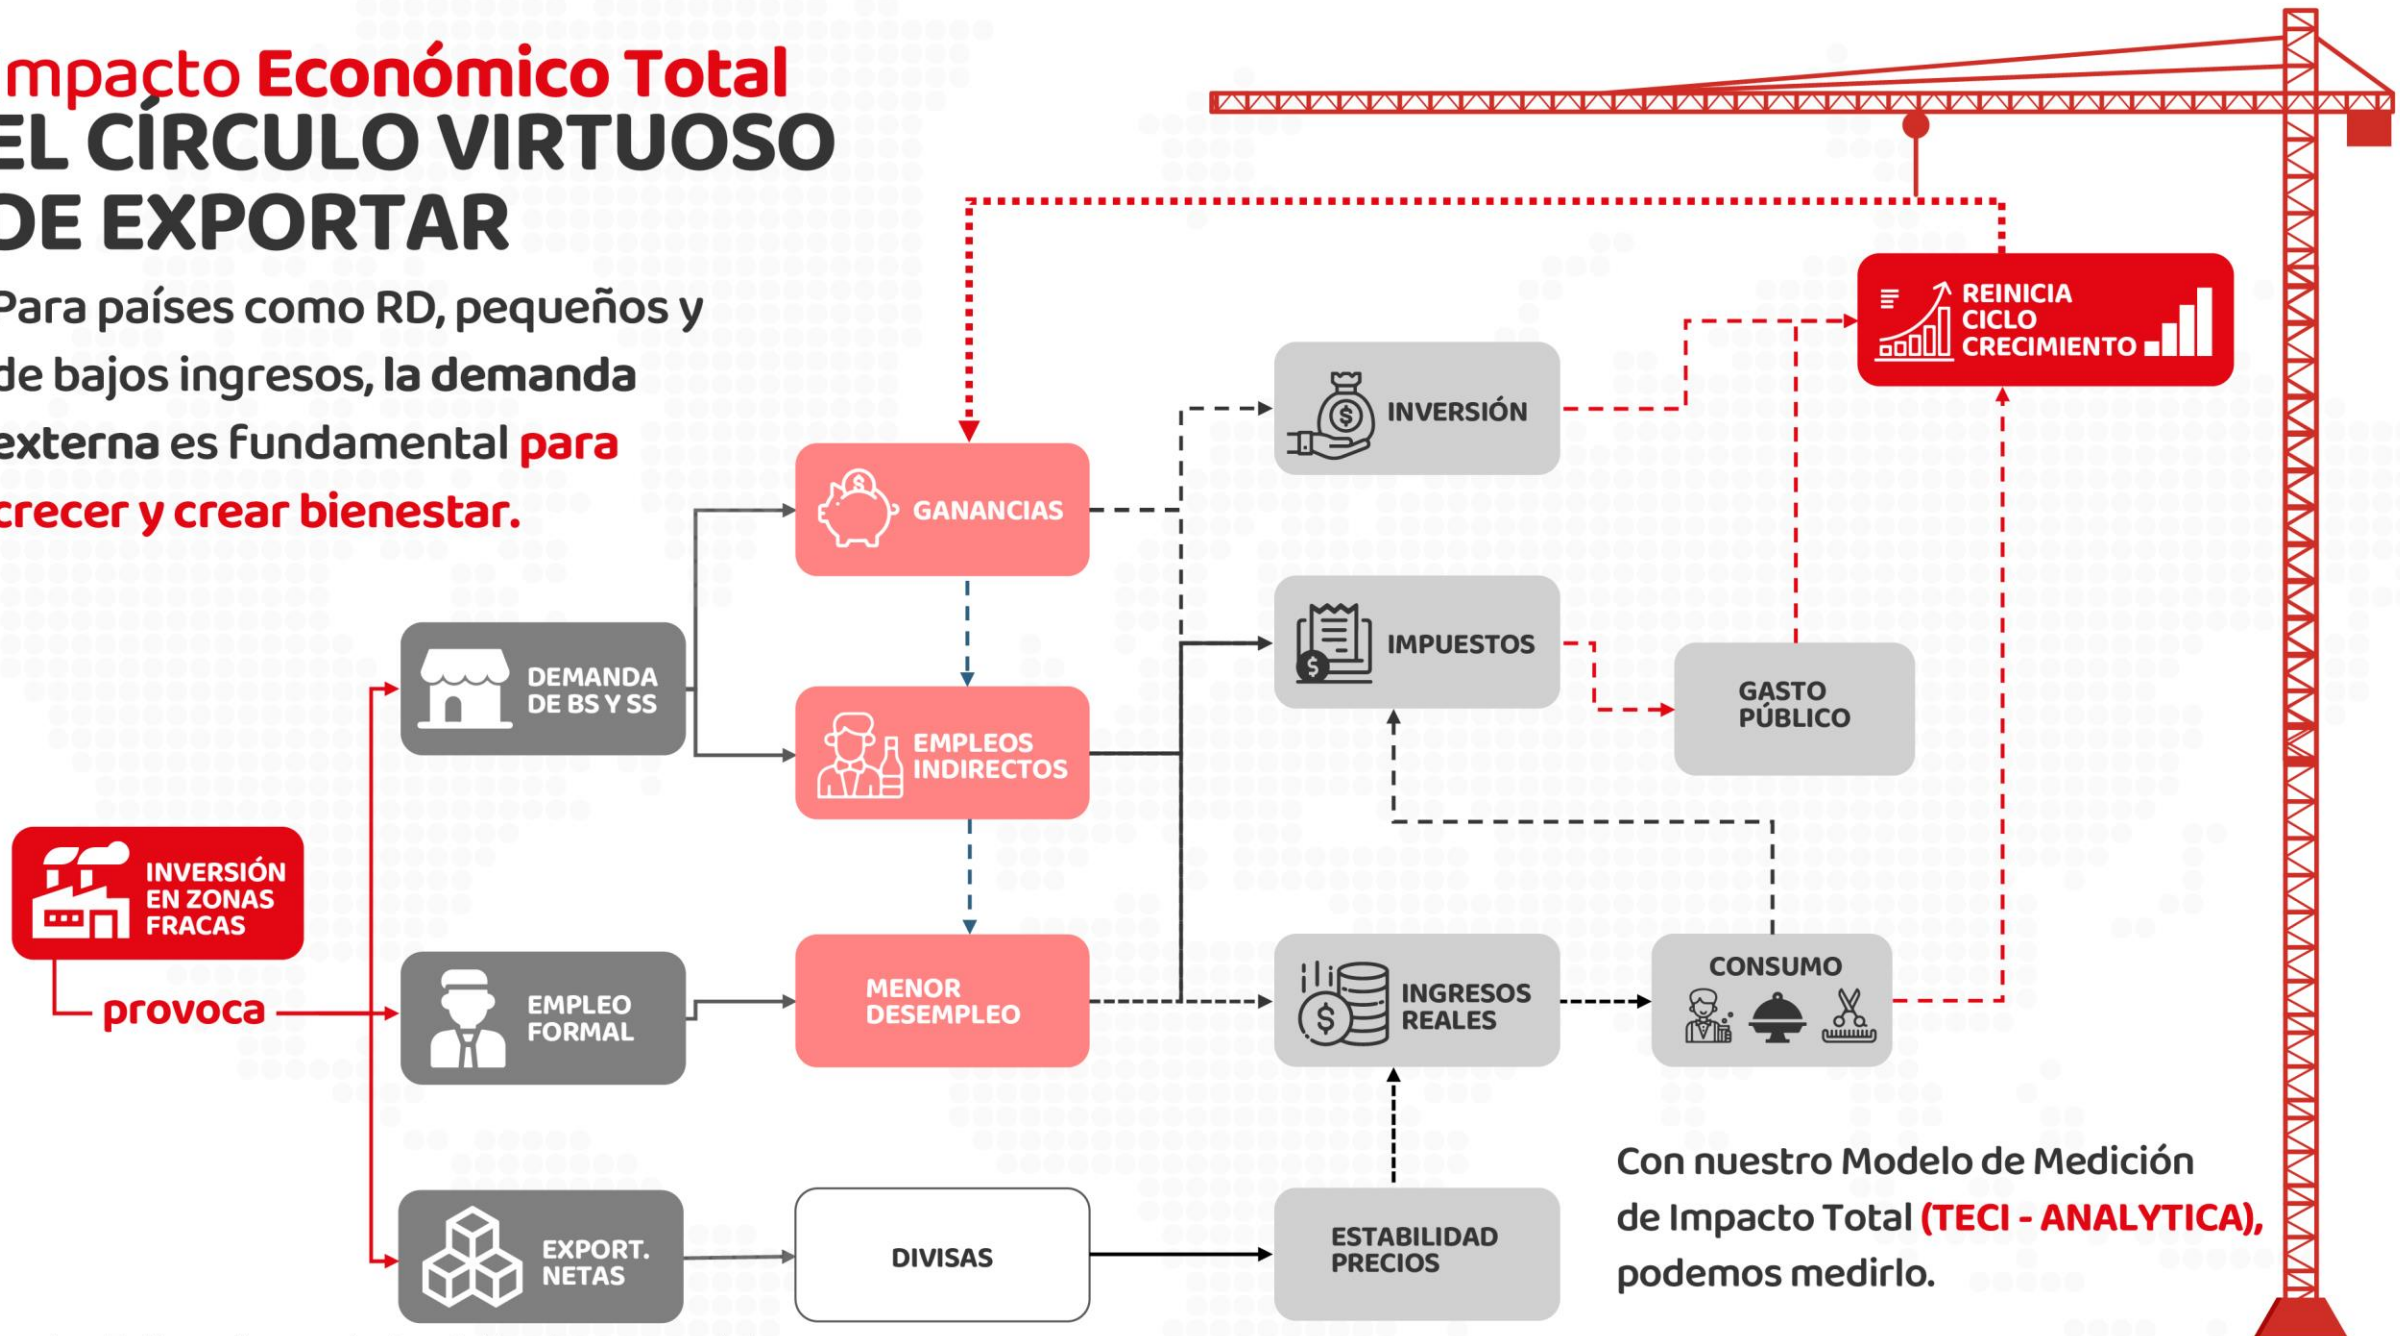 mpacto Económico Total
EL CÍRCULO VIRTUOSO
DE EXPORTAR
Para países como RD, pequeños y
de bajos ingresos, la demanda
externa es fundamental para
crecer y crear bienestar.
INVERSIÓN
EN ZONAS
FRACAS
provoca
DEMANDA
DE BS Y SS
EMPLEO
FORMAL
EXPORT.
NETAS
GANANCIAS
EMPLEOS
INDIRECTOS
MENOR
DESEMPLEO
DIVISAS
INVERSIÓN
IMPUESTOS
INGRESOS
REALES
ESTABILIDAD
PRECIOS
GASTO
PÚBLICO
CONSUMO
REINICIA
CICLO
CRECIMIENTO
Con nuestro Modelo de Medición
de Impacto Total (TECI - ANALYTICA),
podemos medirlo.